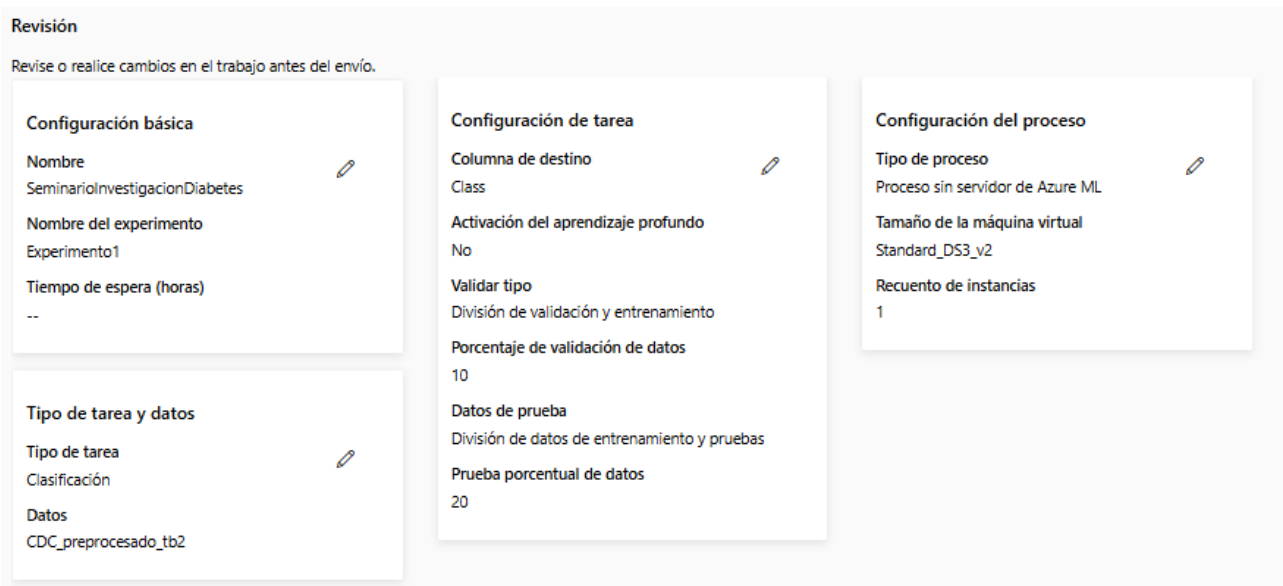 Revisión
Revise o realice cambios en el trabajo antes del envío.
Configuración básica
Nombre
SeminarioInvestigacionDiabetes
Nombre del experimento
Experimento1
Tiempo de espera (horas)
--
Tipo de tarea y datos
Tipo de tarea
Clasificación
Datos
CDC_preprocesado_tb2
Configuración de tarea
Columna de destino
Class
Activación del aprendizaje profundo
No
Validar tipo
División de validación y entrenamiento
Porcentaje de validación de datos
10
Datos de prueba
División de datos de entrenamiento y pruebas
Prueba porcentual de datos
20
Configuración del proceso
Tipo de proceso
Proceso sin servidor de Azure ML
Tamaño de la máquina virtual
Standard_DS3_v2
Recuento de instancias
1